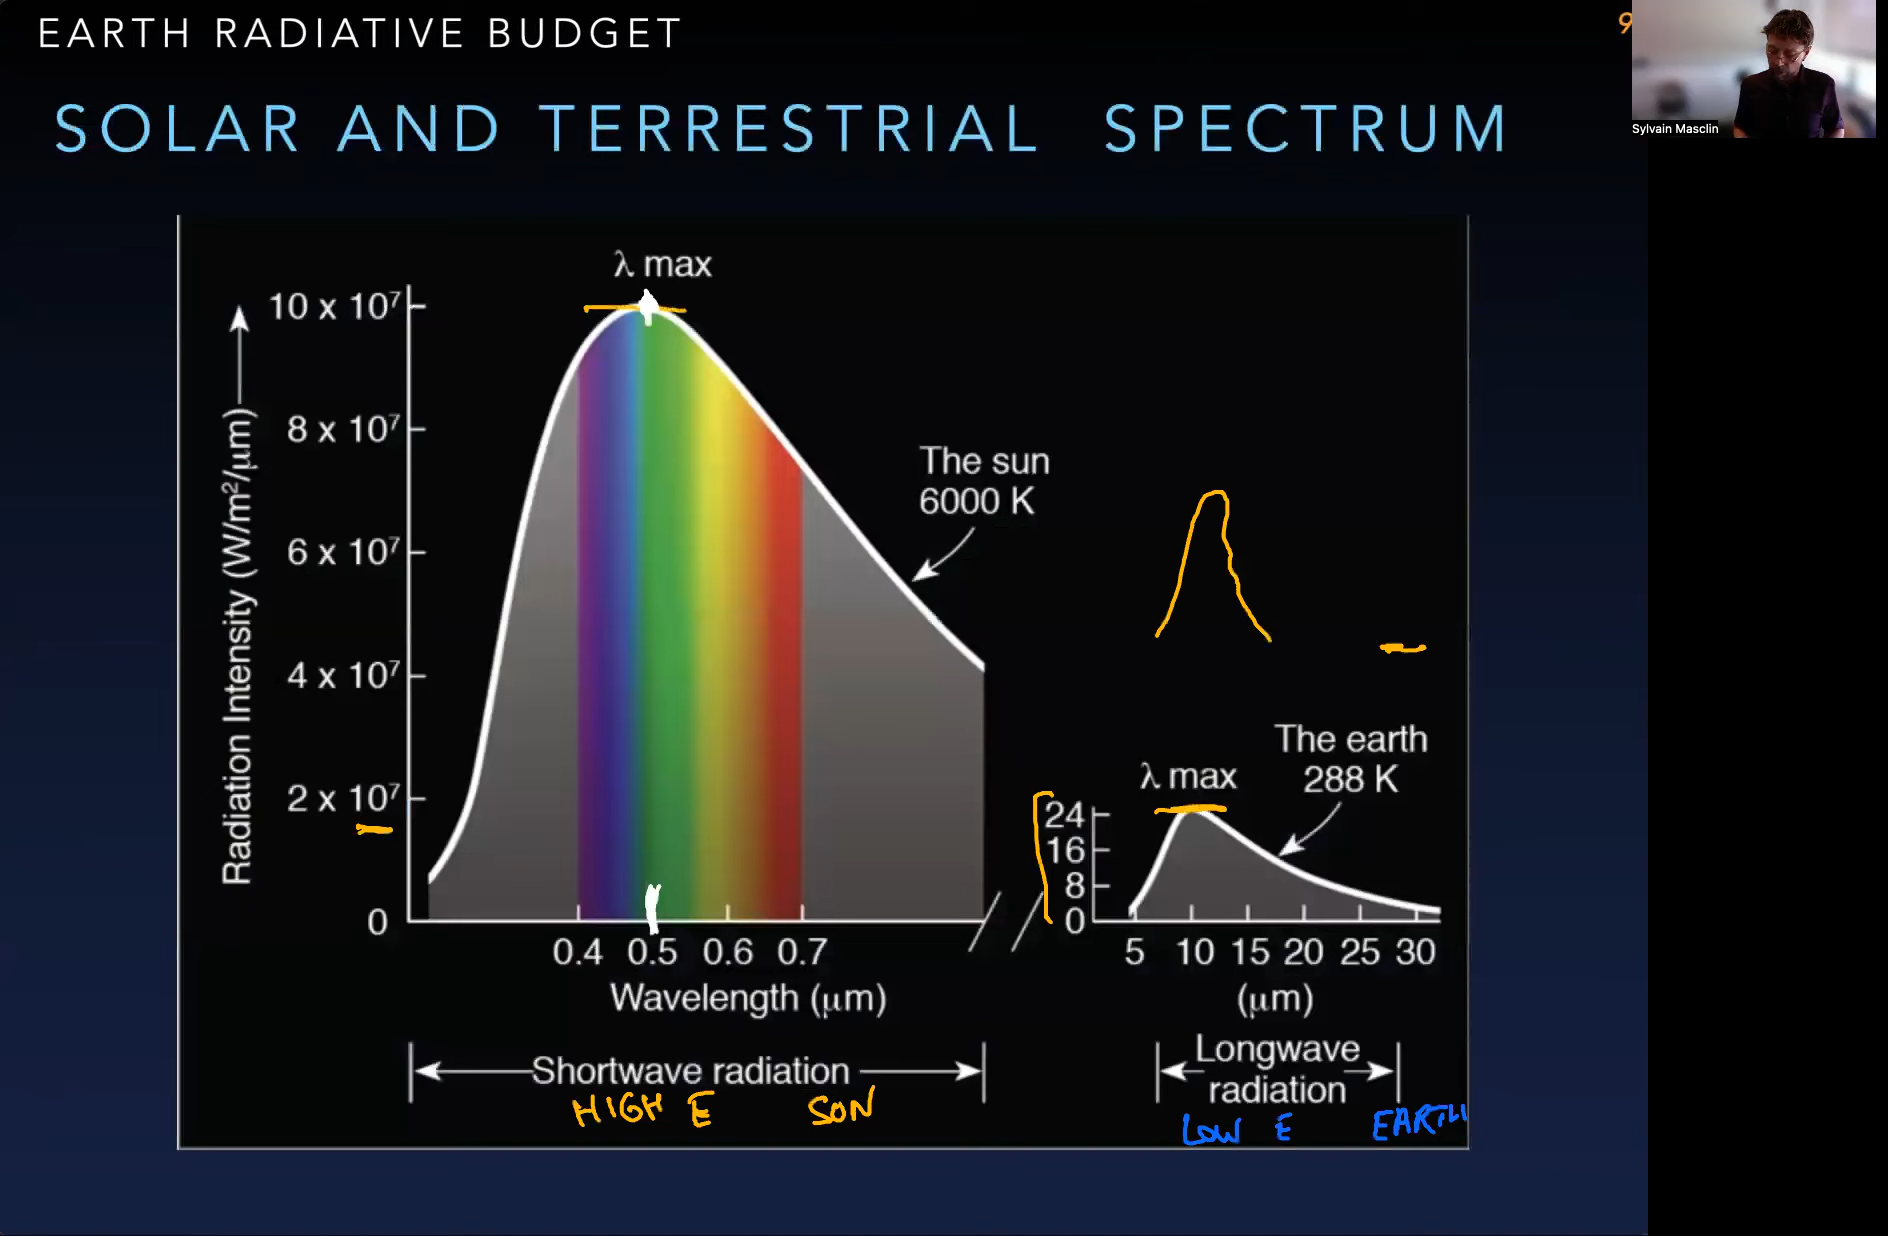 EARTH RADIATIVE BUDGET
9
SOLAR AND TERRESTRIAL SPECTRUM
Sylvain Masclin
λ max
10 x 10⁷
8 x 10⁷
6 x 10⁷
4 x 10⁷
2 x 10⁷
0
Radiation Intensity (W/m²/μm)
The sun
6000 K
0.4 0.5 0.6 0.7
Wavelength (μm)
Shortwave radiation
HIGH E SON
The earth
288 K
λ max
24
16
8
0
5 10 15 20 25 30
(μm)
Longwave
radiation
LOW E EARTH